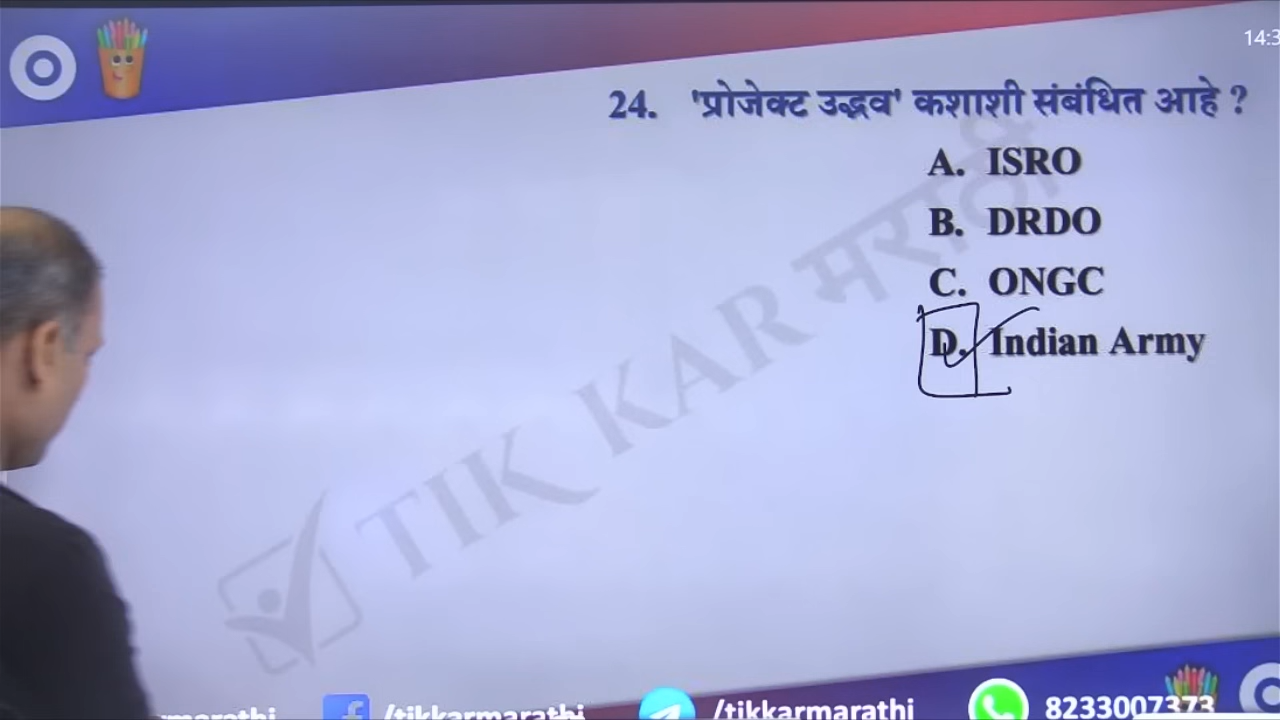 14:3
24. 'प्रोजेक्ट उद्भव' कशाशी संबंधित आहे ?
A. ISRO
B. DRDO
C. ONGC
D. Indian Army
TIK KAR मराठी
/tikkarmarathi
/tikkarmarathi
8233007373